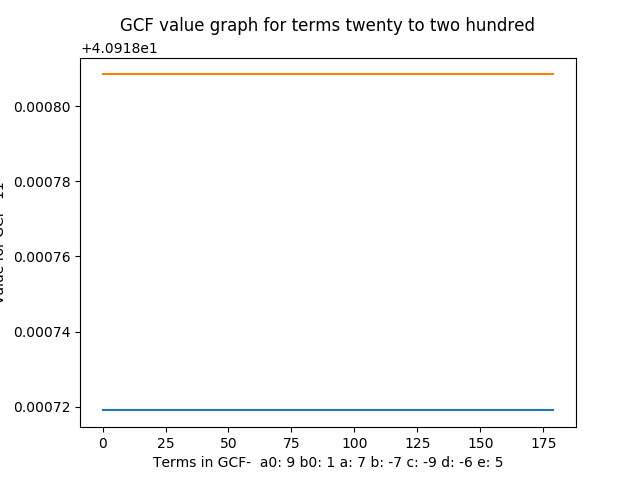 GCF value graph for terms twenty to two hundred
+4.0918e1
0.00080
0.00078
0.00076
0.00074
0.00072
0 25 50 75 100 125 150 175
Terms in GCF- a0: 9 b0: 1 a: 7 b: -7 c: -9 d: -6 e: 5